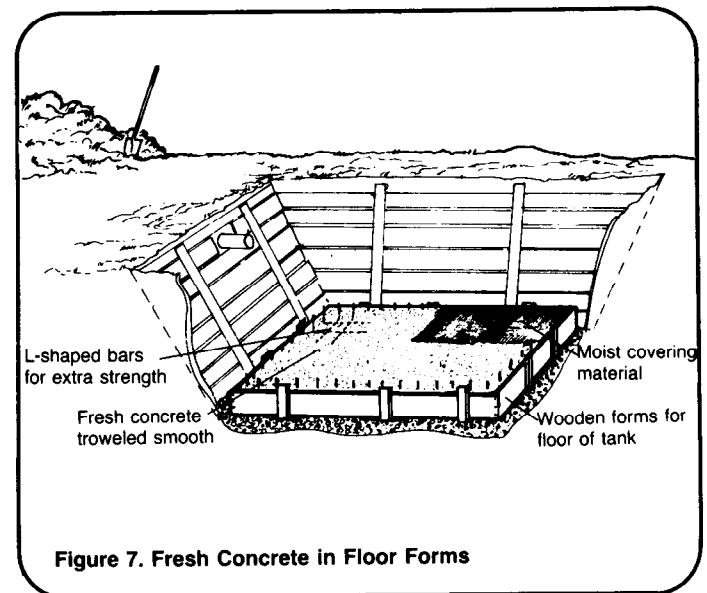 L-shaped bars
for extra strength
Fresh concrete
troweled smooth
Moist covering
material
Wooden forms for
floor of tank
Figure 7. Fresh Concrete in Floor Forms